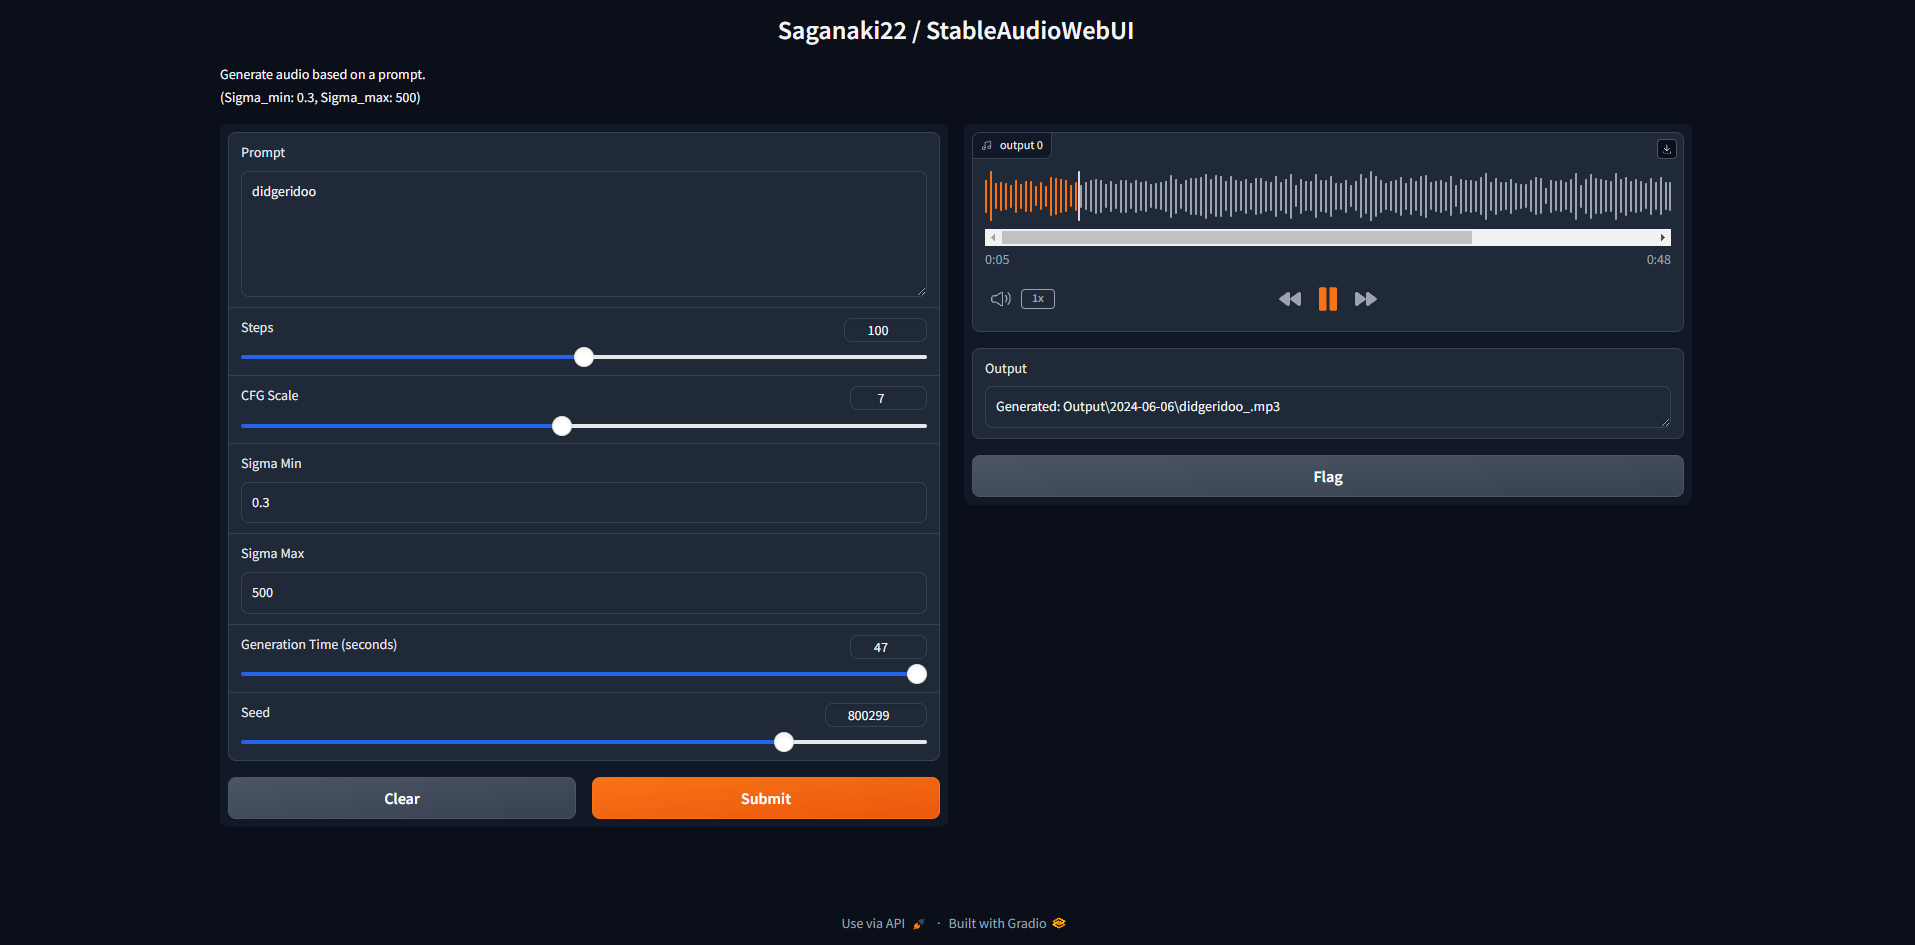 Saganaki22 / StableAudioWebUI
Generate audio based on a prompt.
(Sigma_min: 0.3, Sigma_max: 500)
Prompt
didgeridoo
Steps
100
CFG Scale
7
Sigma Min
0.3
Sigma Max
500
Generation Time (seconds)
47
Seed
800299
Clear
Submit
output 0
0:05
0:48
1x
Output
Generated: Output\2024-06-06\didgeridoo_.mp3
Flag
Use via API
·
Built with Gradio